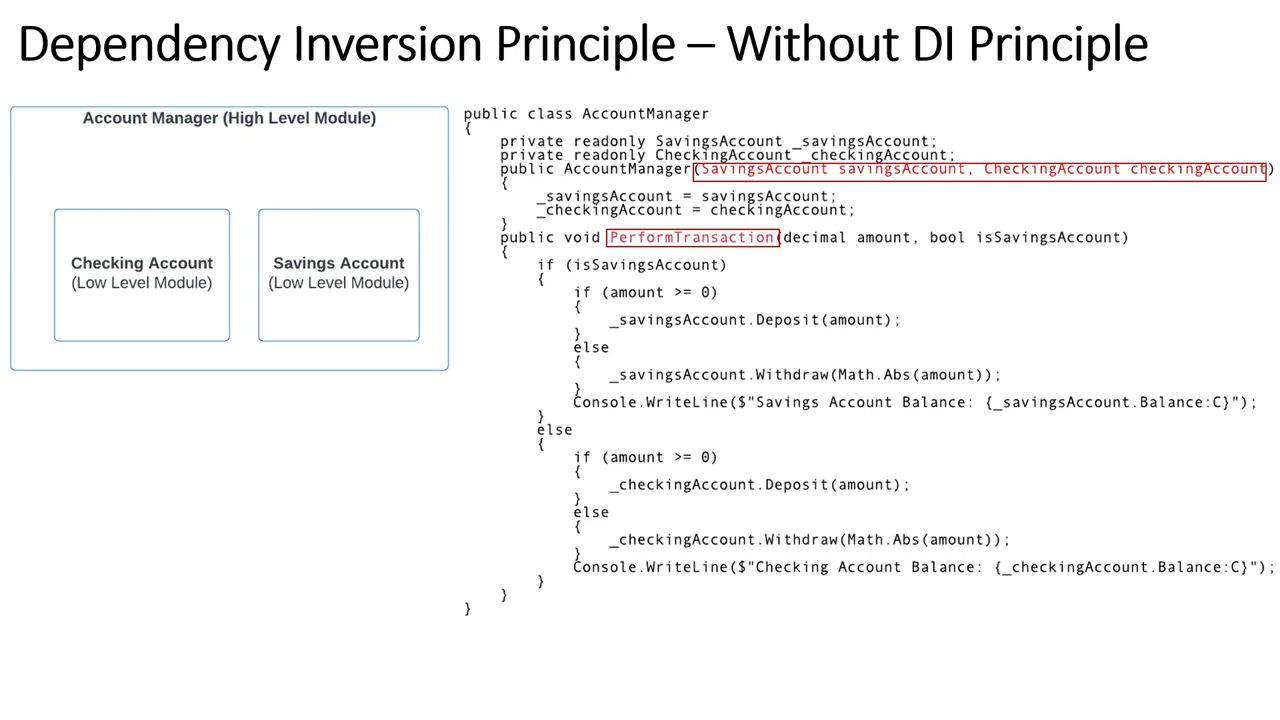 Dependency Inversion Principle – Without DI Principle
Account Manager (High Level Module)
Checking Account
(Low Level Module)
Savings Account
(Low Level Module)
public class AccountManager
{
    private readonly SavingsAccount _savingsAccount;
    private readonly CheckingAccount _checkingAccount;
    public AccountManager(SavingsAccount savingsAccount, CheckingAccount checkingAccount)
    {
        _savingsAccount = savingsAccount;
        _checkingAccount = checkingAccount;
    }
    public void PerformTransaction(decimal amount, bool isSavingsAccount)
    {
        if (isSavingsAccount)
        {
            if (amount >= 0)
            {
                _savingsAccount.Deposit(amount);
            }
            else
            {
                _savingsAccount.Withdraw(Math.Abs(amount));
            }
            Console.WriteLine($"Savings Account Balance: {_savingsAccount.Balance:C}");
        }
        else
        {
            if (amount >= 0)
            {
                _checkingAccount.Deposit(amount);
            }
            else
            {
                _checkingAccount.Withdraw(Math.Abs(amount));
            }
            Console.WriteLine($"Checking Account Balance: {_checkingAccount.Balance:C}");
        }
    }
}